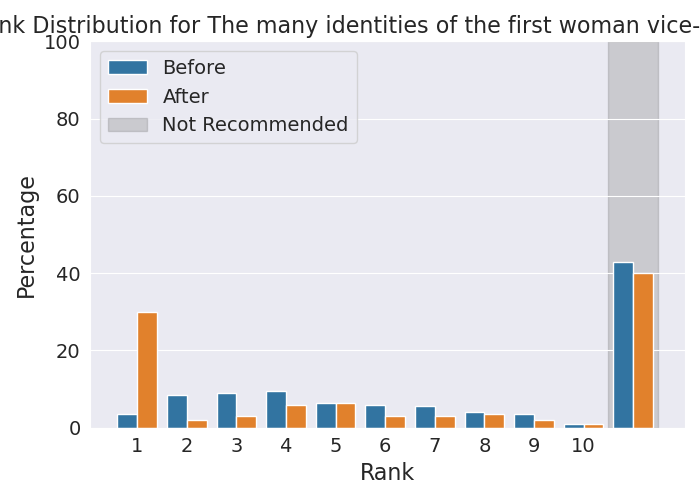 nk Distribution for The many identities of the first woman vice-
100
80
60
40
20
0
Percentage
Before
After
Not Recommended
1 2 3 4 5 6 7 8 9 10
Rank